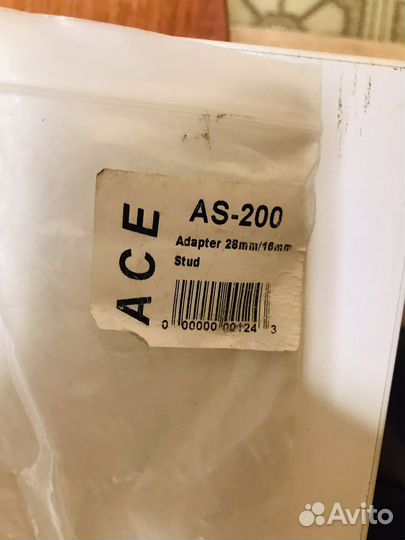 ACE
AS-200
Adapter 28mm/16mm
Stud
0 00000 00124 3
Avito